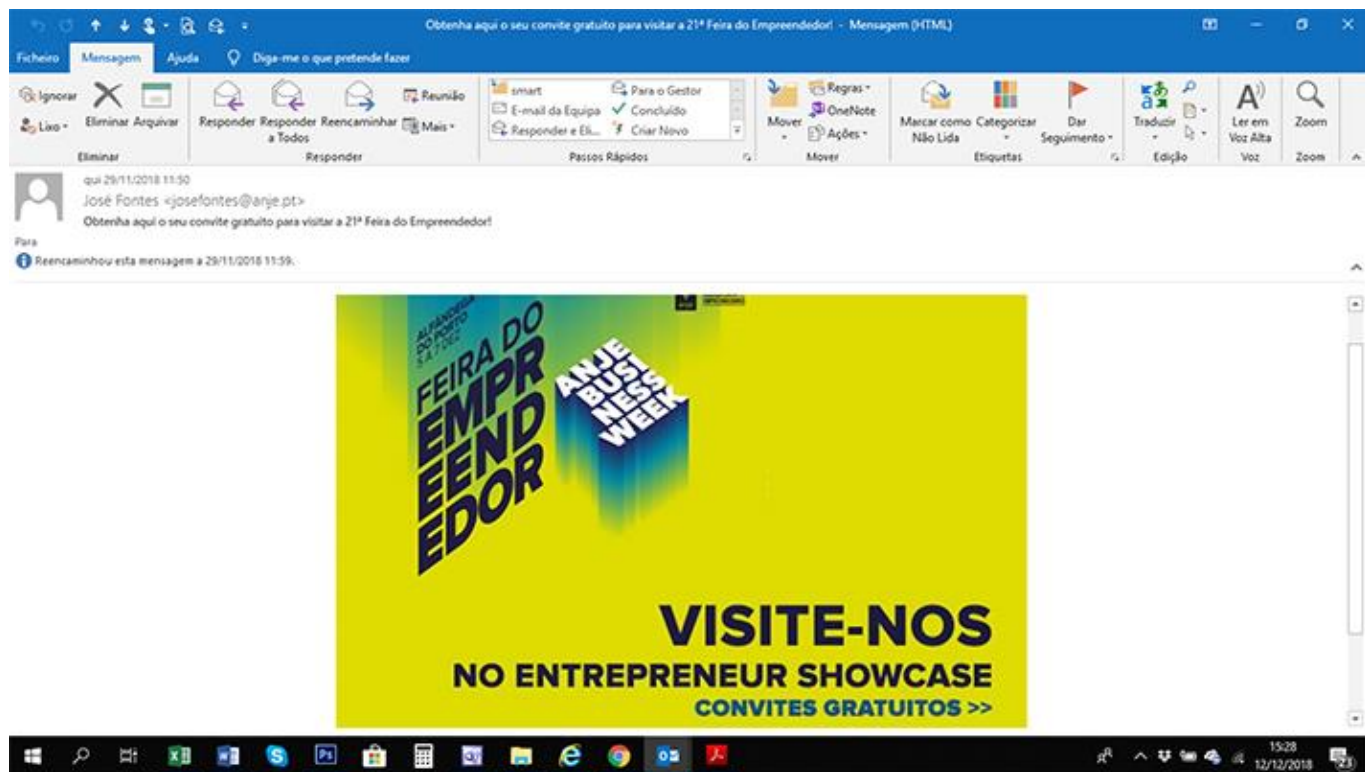 Obtenha aqui o seu convite gratuito para visitar a 21ª Feira do Empreendedor! - Mensagem (HTML)
Ficheiro Mensagem Ajuda Diga-me o que pretende fazer
Ignorar
Lixo
Eliminar Arquivar
Eliminar
Responder Responder a Todos Reencaminhar
Reunião
Mais
Responder
smart Para o Gestor
E-mail da Equipa Concluído
Responder e Eli... Criar Novo
Passos Rápidos
Mover
Regras
OneNote
Ações
Mover
Marcar como Não Lida Categorizar Dar Seguimento
Etiquetas
Traduzir
Edição
Ler em Voz Alta
Voz
Zoom
Zoom
qui 29/11/2018 11:50
José Fontes <josefontes@anje.pt>
Obtenha aqui o seu convite gratuito para visitar a 21ª Feira do Empreendedor!
Para
Reencaminhou esta mensagem a 29/11/2018 11:59.
ALFÂNDEGA
DO PORTO
5 A 7 DEZ
FEIRA DO
EMPR
EEND
EDOR
ANJE
BUSI
NESS
WEEK
VISITE-NOS
NO ENTREPRENEUR SHOWCASE
CONVITES GRATUITOS >>
15:28
12/12/2018
23